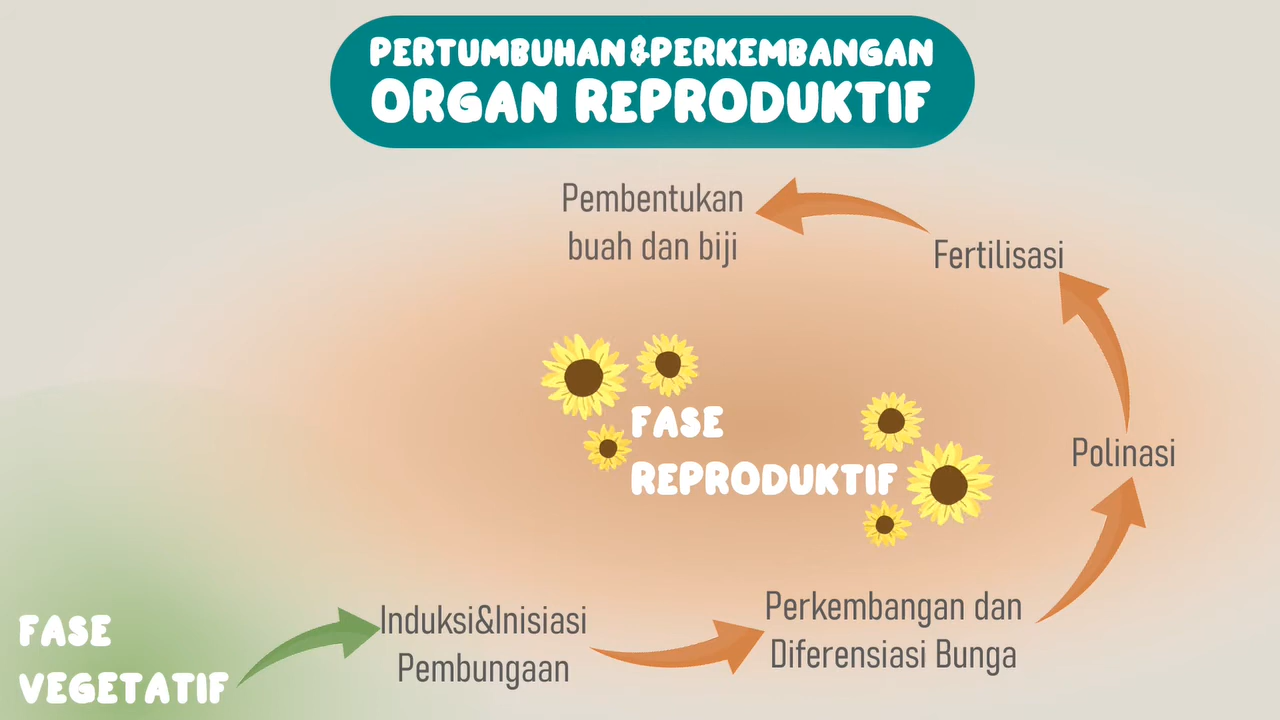 PERTUMBUHAN&PERKEMBANGAN
ORGAN REPRODUKTIF
Pembentukan
buah dan biji
Fertilisasi
FASE
REPRODUKTIF
Polinasi
FASE
VEGETATIF
Induksi&Inisiasi
Pembungaan
Perkembangan dan
Diferensiasi Bunga